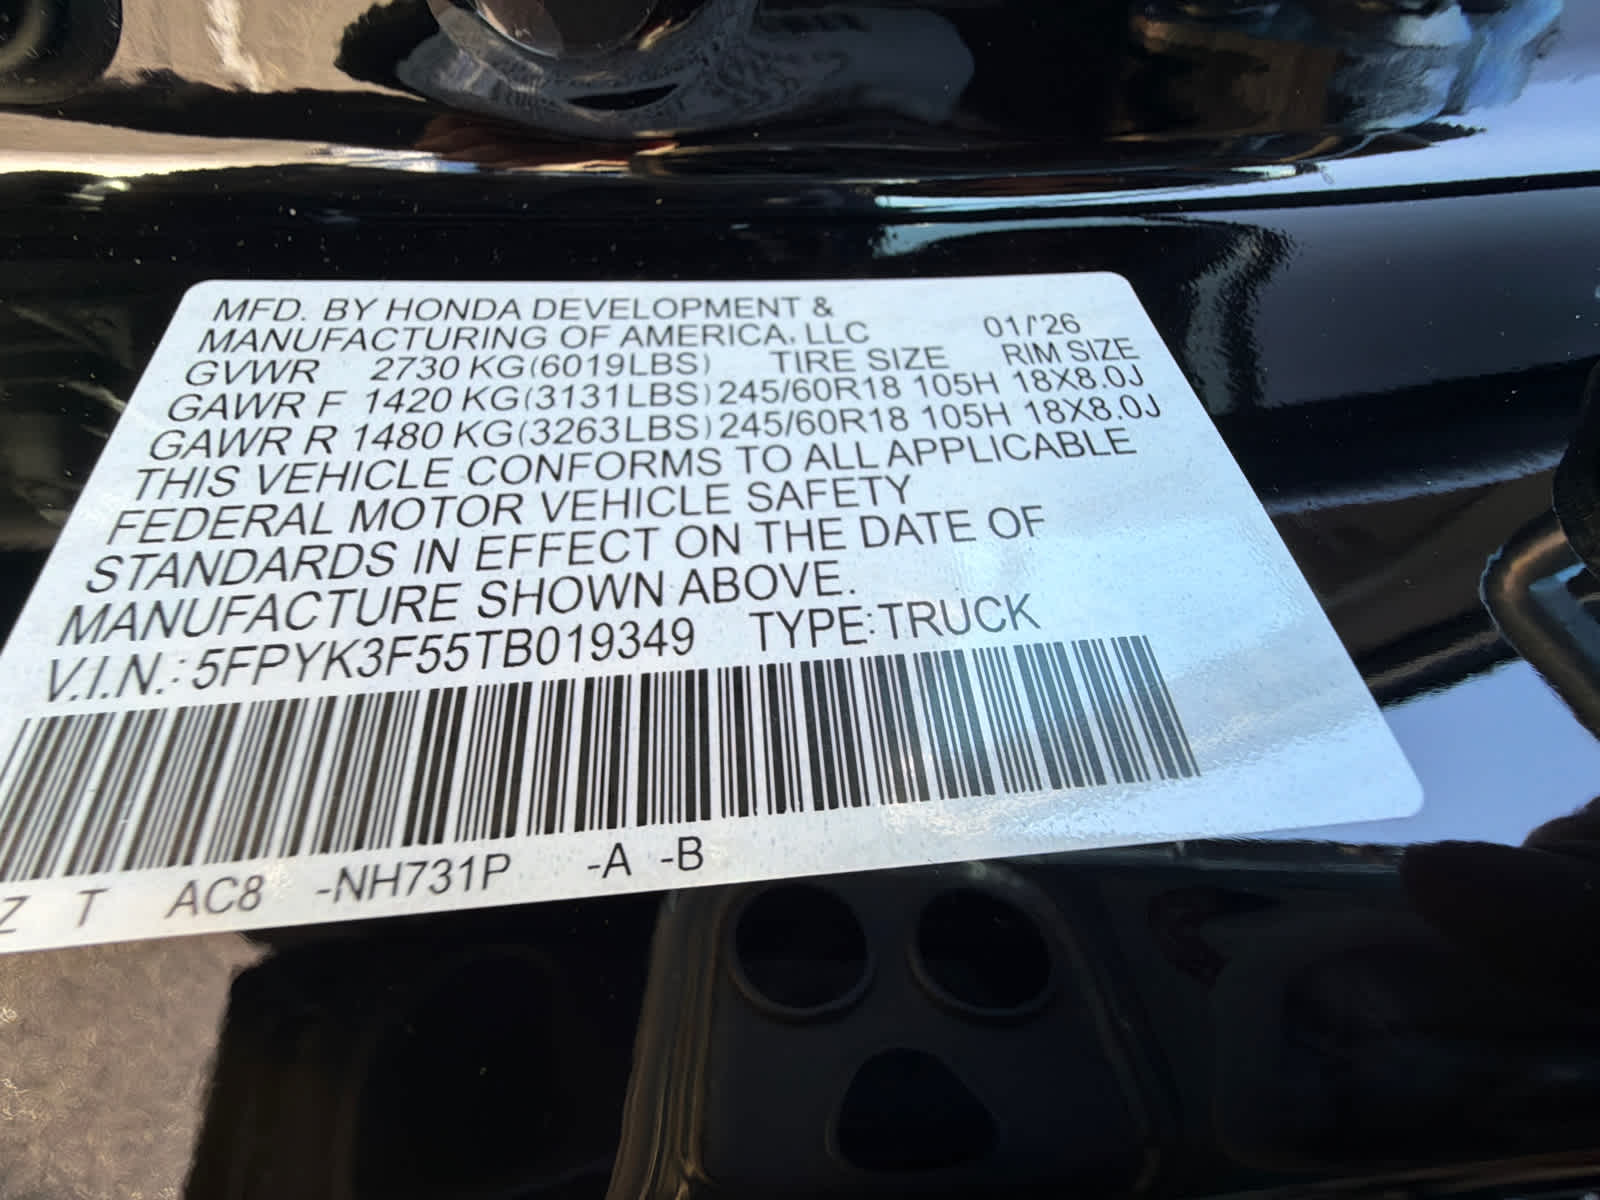 MFD. BY HONDA DEVELOPMENT &
MANUFACTURING OF AMERICA, LLC 01/'26
GVWR 2730 KG(6019LBS) TIRE SIZE RIM SIZE
GAWR F 1420 KG(3131LBS) 245/60R18 105H 18X8.0J
GAWR R 1480 KG(3263LBS) 245/60R18 105H 18X8.0J
THIS VEHICLE CONFORMS TO ALL APPLICABLE
FEDERAL MOTOR VEHICLE SAFETY
STANDARDS IN EFFECT ON THE DATE OF
MANUFACTURE SHOWN ABOVE.
V.I.N.: 5FPYK3F55TB019349 TYPE: TRUCK
Z T AC8 -NH731P -A -B